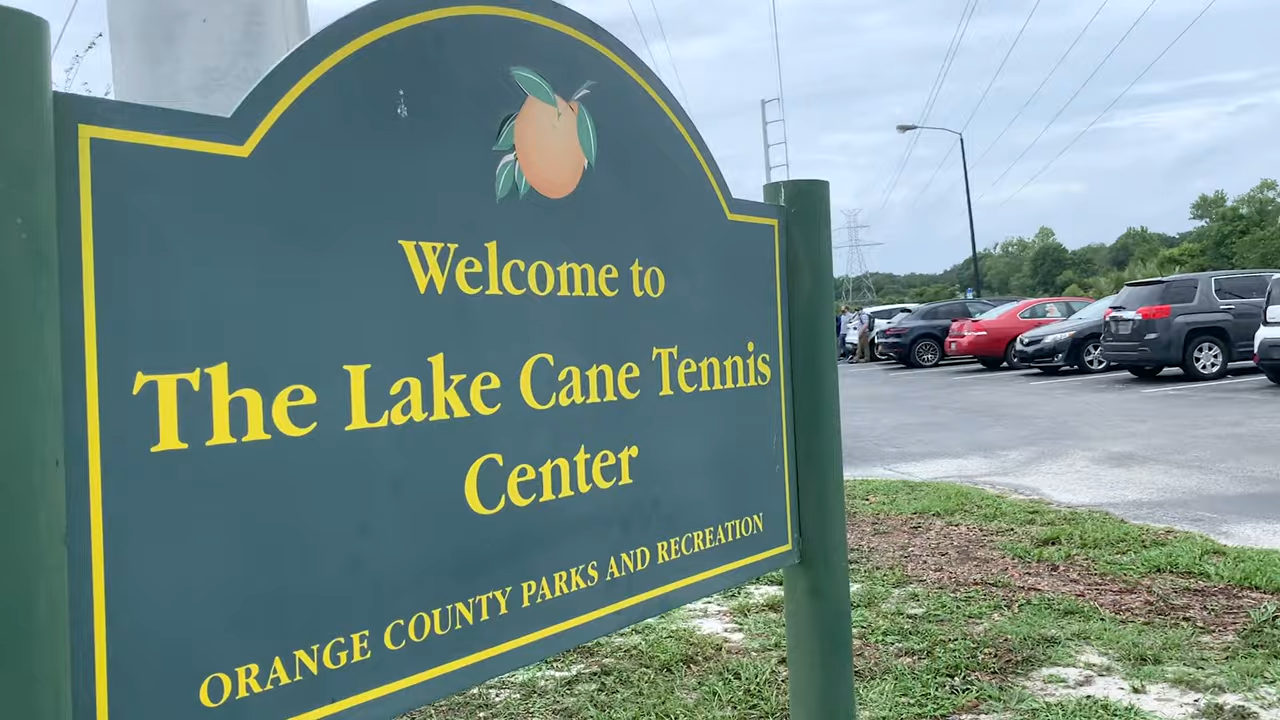 Welcome to
The Lake Cane Tennis
Center
ORANGE COUNTY PARKS AND RECREATION